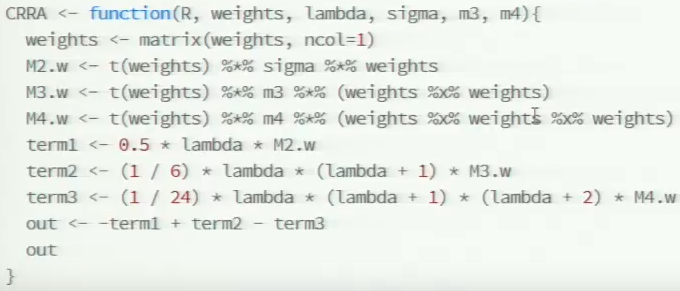 CRRA <- function(R, weights, lambda, sigma, m3, m4){
  weights <- matrix(weights, ncol=1)
  M2.w <- t(weights) %*% sigma %*% weights
  M3.w <- t(weights) %*% m3 %*% (weights %x% weights)
  M4.w <- t(weights) %*% m4 %*% (weights %x% weights %x% weights)
  term1 <- 0.5 * lambda * M2.w
  term2 <- (1 / 6) * lambda * (lambda + 1) * M3.w
  term3 <- (1 / 24) * lambda * (lambda + 1) * (lambda + 2) * M4.w
  out <- -term1 + term2 - term3
  out
}